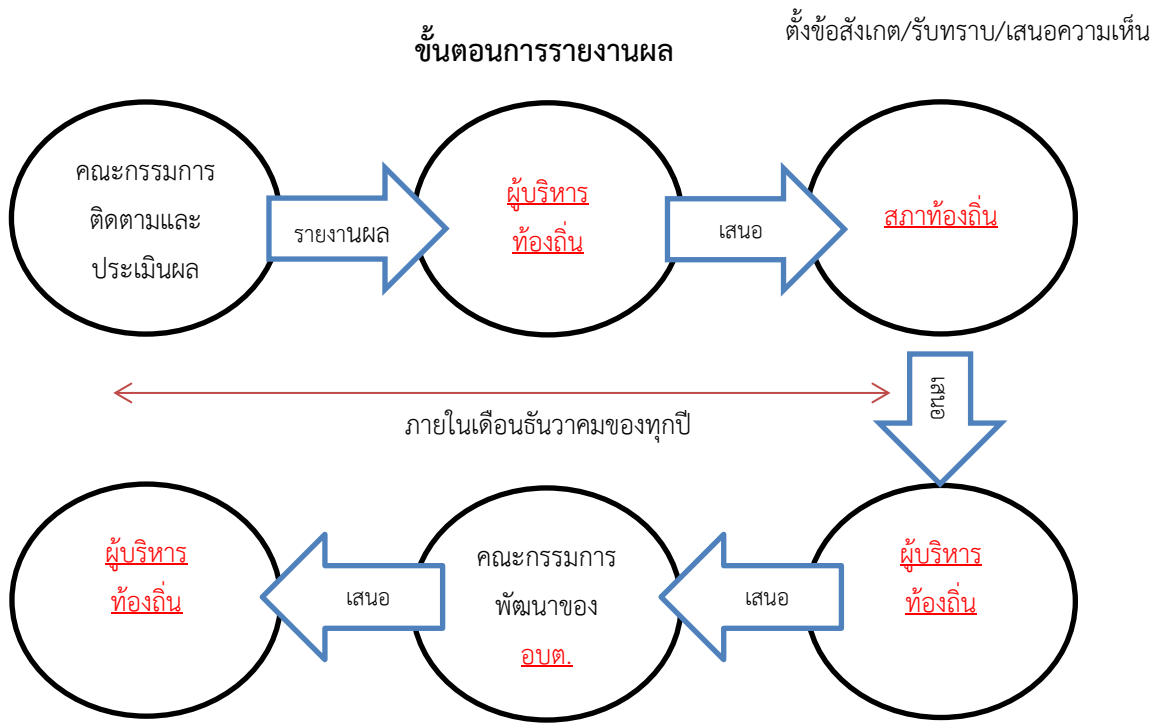 ตั้งข้อสังเกต/รับทราบ/เสนอความเห็น
ขั้นตอนการรายงานผล
คณะกรรมการ
ติดตามและ
ประเมินผล
รายงานผล
ผู้บริหาร
ท้องถิ่น
เสนอ
สภาท้องถิ่น
เสนอ
ภายในเดือนธันวาคมของทุกปี
ผู้บริหาร
ท้องถิ่น
เสนอ
คณะกรรมการ
พัฒนาของ
อบต.
เสนอ
ผู้บริหาร
ท้องถิ่น